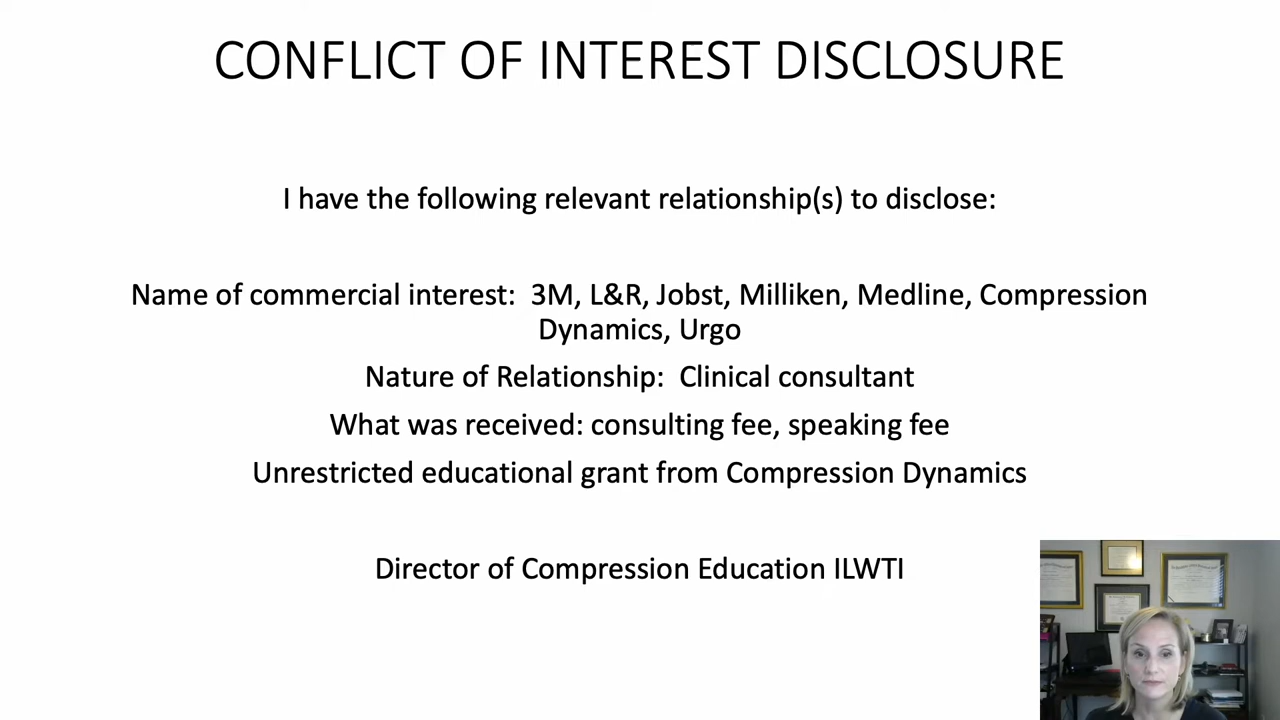 CONFLICT OF INTEREST DISCLOSURE
I have the following relevant relationship(s) to disclose:
Name of commercial interest:  3M, L&R, Jobst, Milliken, Medline, Compression
Dynamics, Urgo
Nature of Relationship:  Clinical consultant
What was received: consulting fee, speaking fee
Unrestricted educational grant from Compression Dynamics
Director of Compression Education ILWTI